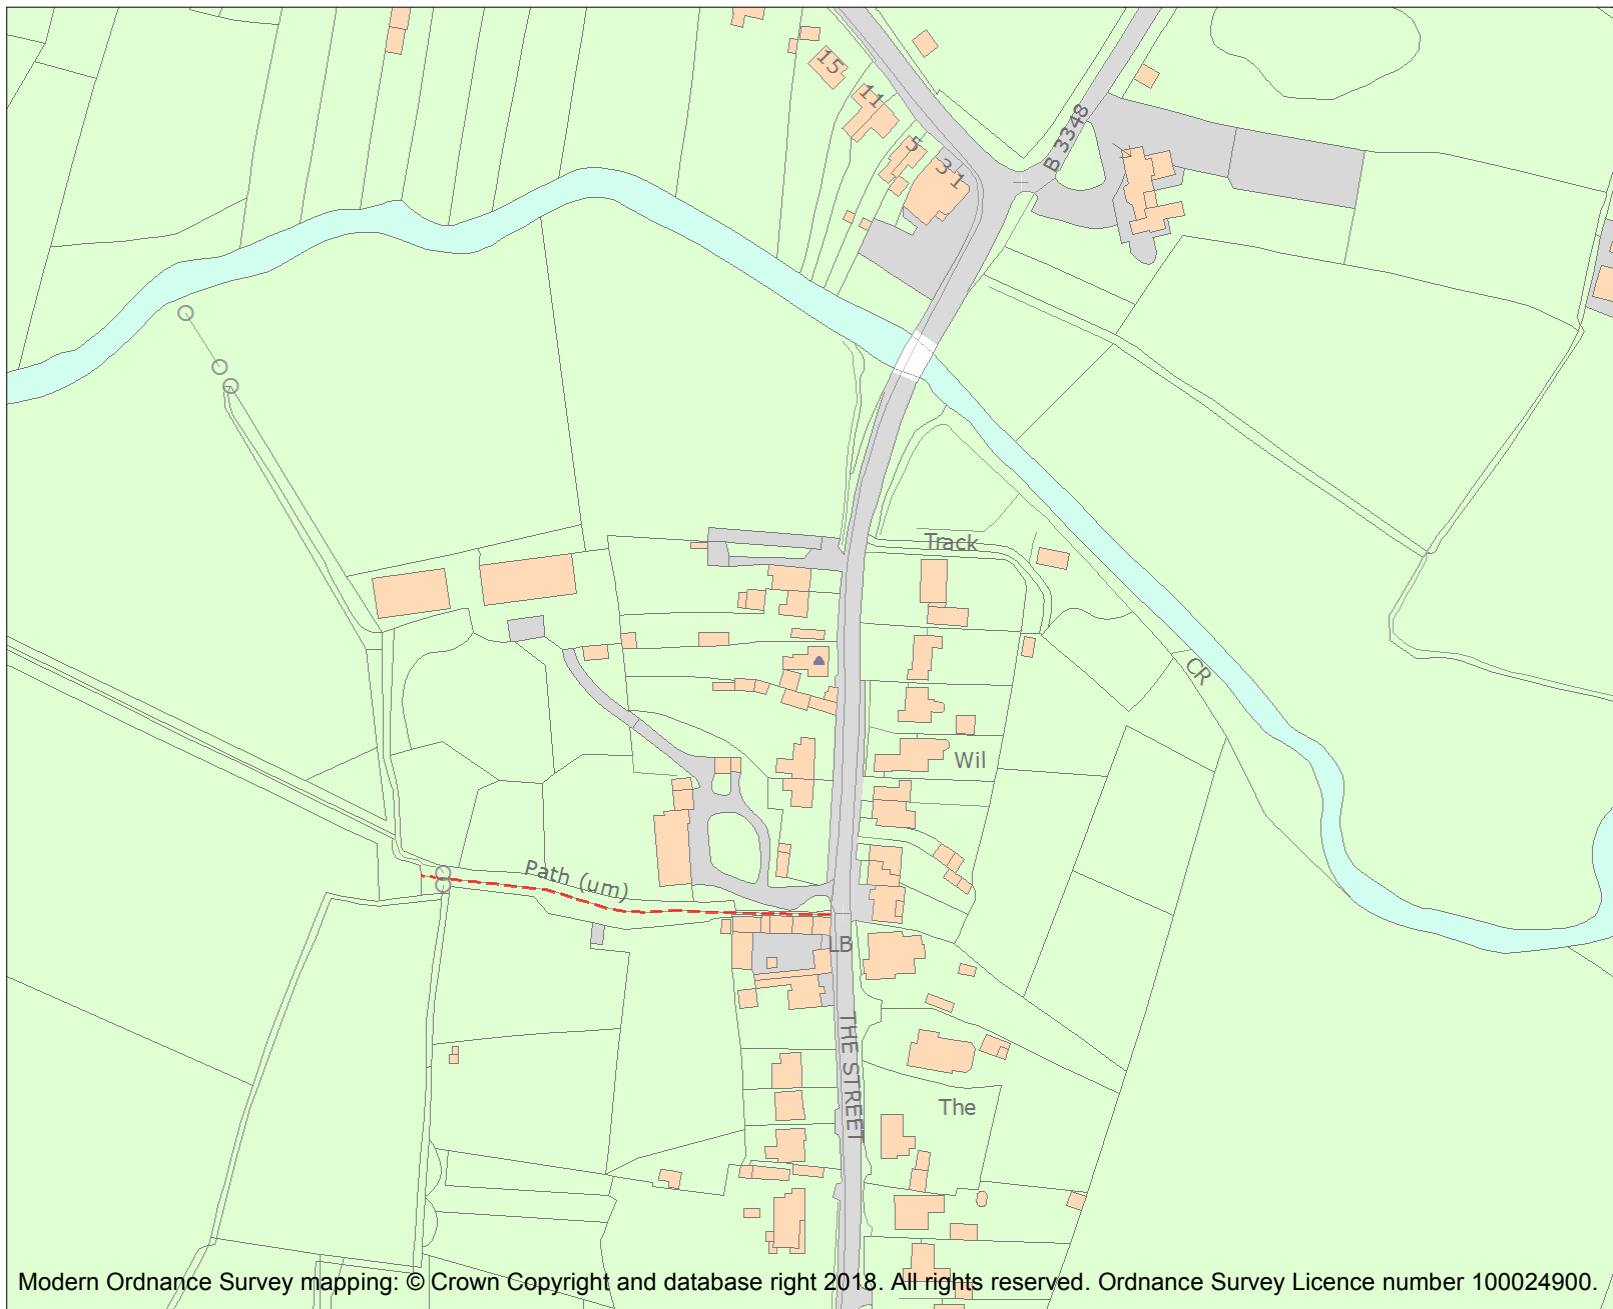 15
11
5
3 1
B 3348
Track
CR
Wil
Path (um)
LB
THE STREET
The
Modern Ordnance Survey mapping: © Crown Copyright and database right 2018. All rights reserved. Ordnance Survey Licence number 100024900.